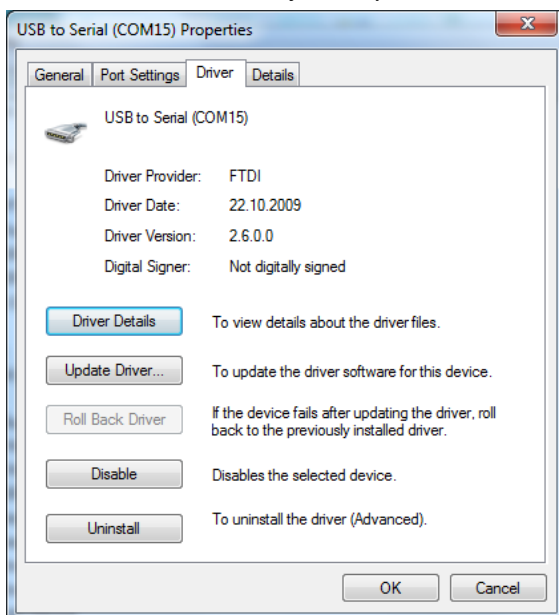 USB to Serial (COM15) Properties
General
Port Settings
Driver
Details
USB to Serial (COM15)
Driver Provider: FTDI
Driver Date: 22.10.2009
Driver Version: 2.6.0.0
Digital Signer: Not digitally signed
Driver Details
To view details about the driver files.
Update Driver...
To update the driver software for this device.
Roll Back Driver
If the device fails after updating the driver, roll
back to the previously installed driver.
Disable
Disables the selected device.
Uninstall
To uninstall the driver (Advanced).
OK
Cancel